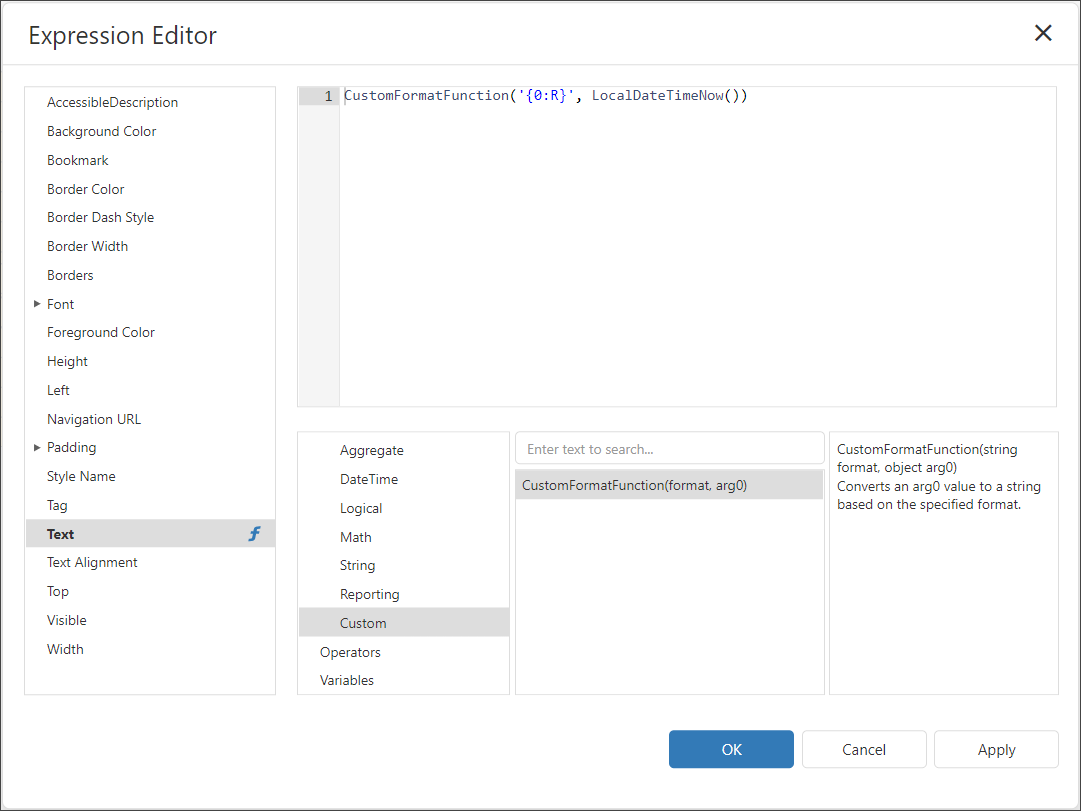 Expression Editor
AccessibleDescription
Background Color
Bookmark
Border Color
Border Dash Style
Border Width
Borders
Font
Foreground Color
Height
Left
Navigation URL
Padding
Style Name
Tag
Text
Text Alignment
Top
Visible
Width
1 CustomFormatFunction('{0:R}', LocalDateTimeNow())
Aggregate
DateTime
Logical
Math
String
Reporting
Custom
Operators
Variables
Enter text to search...
CustomFormatFunction(format, arg0)
CustomFormatFunction(string
format, object arg0)
Converts an arg0 value to a string
based on the specified format.
OK
Cancel
Apply